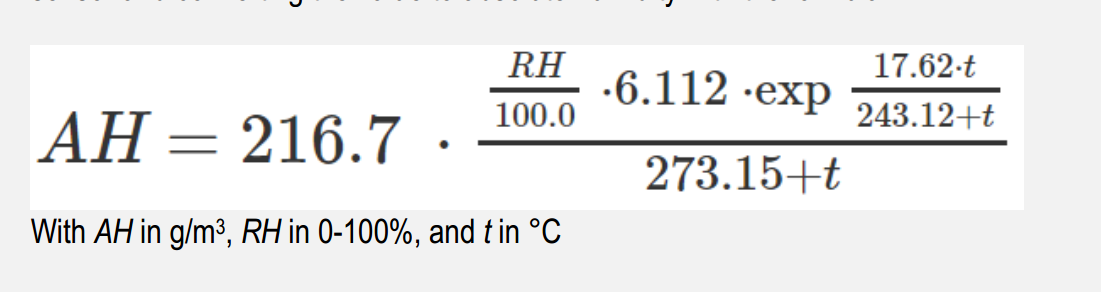 AH = 216.7 · (RH/100.0 ·6.112 ·exp 17.62·t/243.12+t)/273.15+t
With AH in g/m³, RH in 0-100%, and t in °C